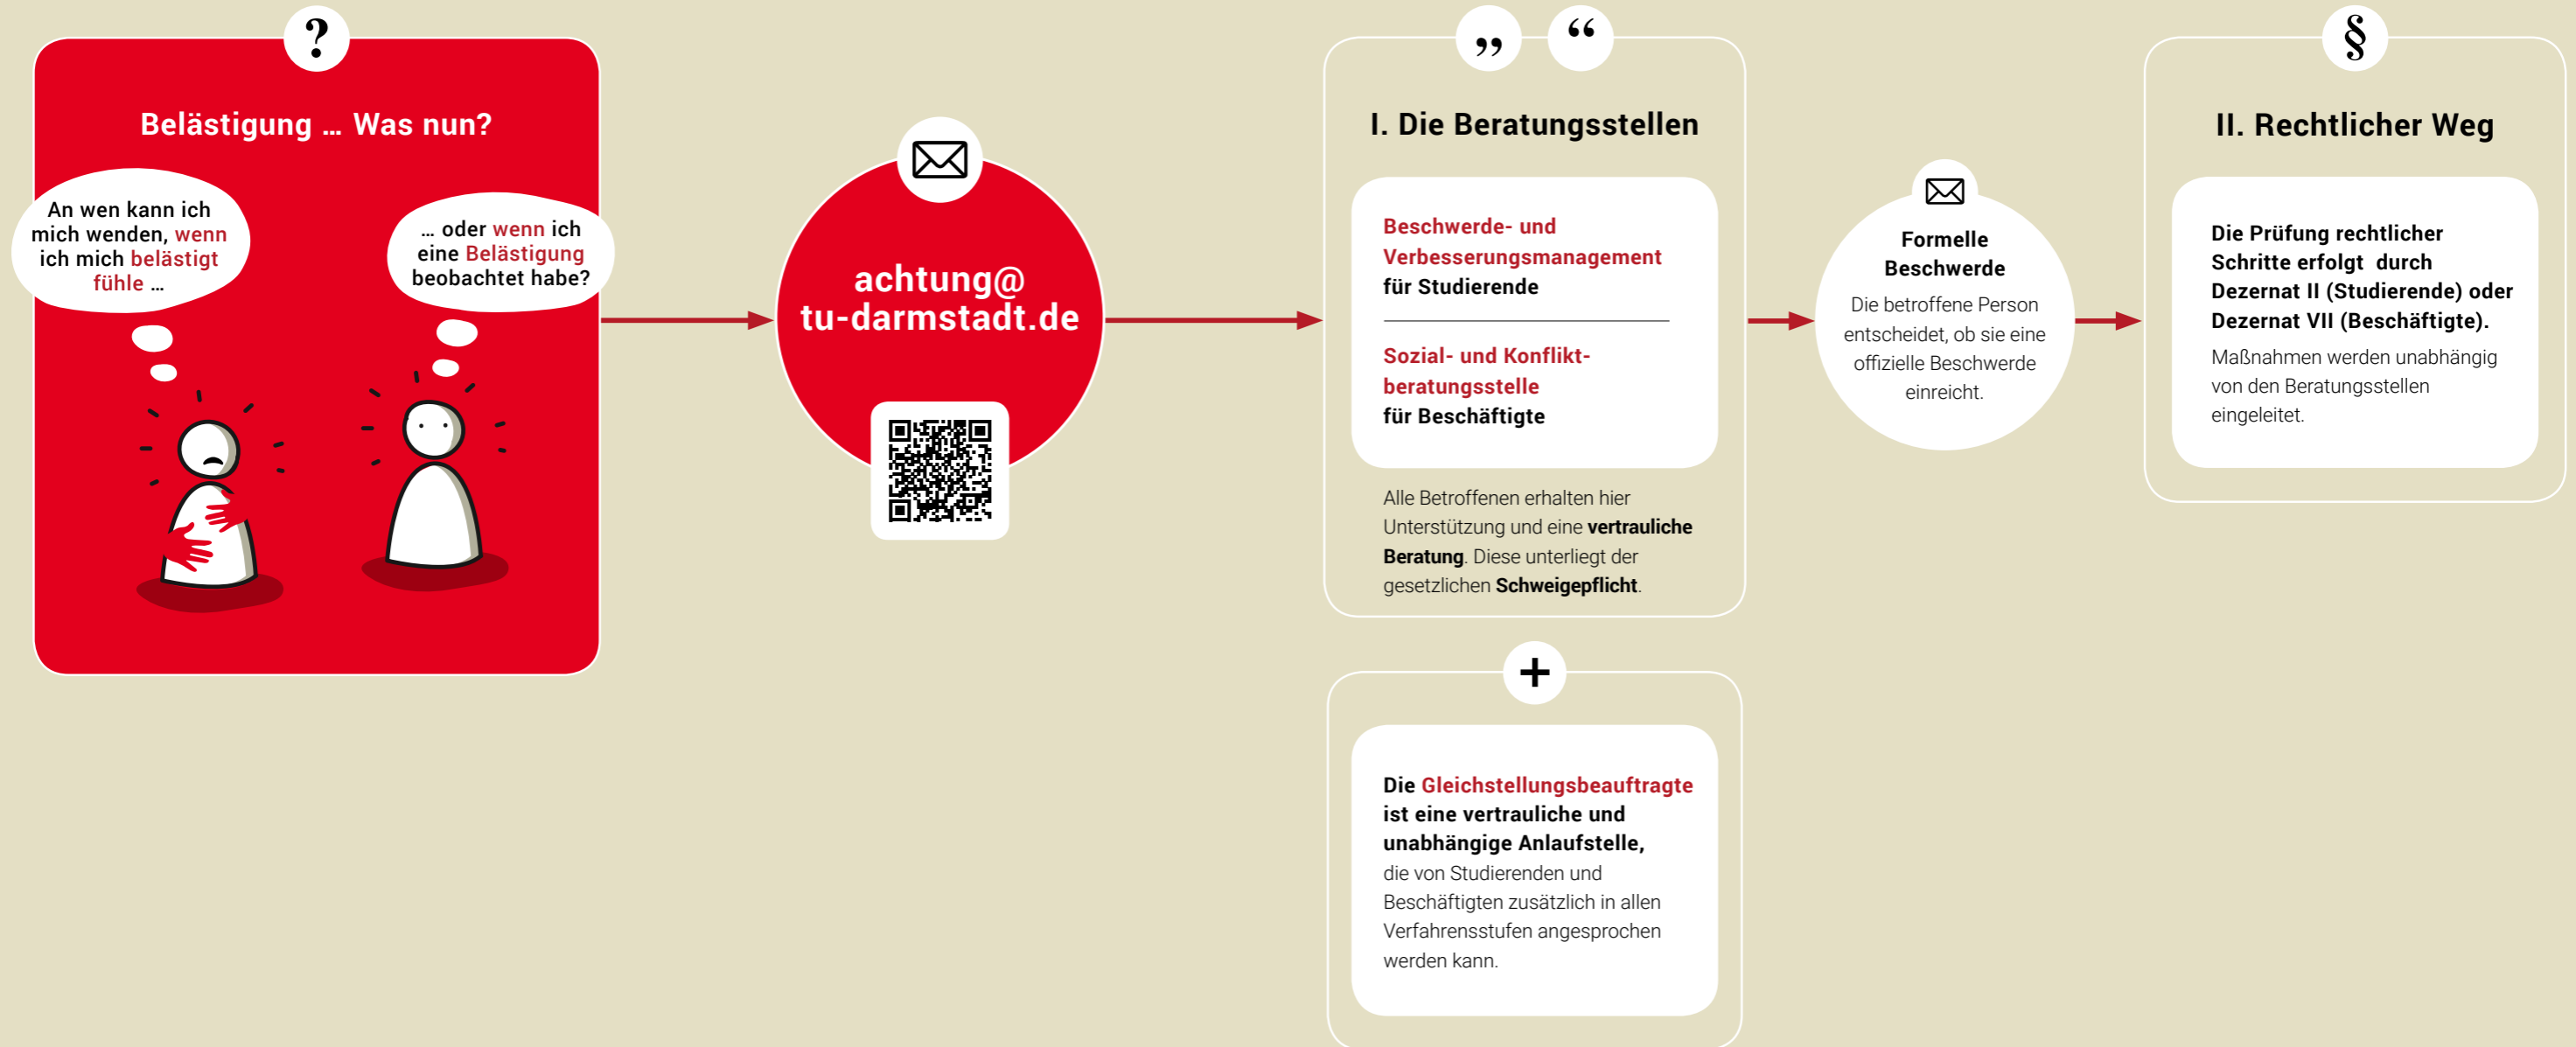 ?
Belästigung ... Was nun?
An wen kann ich
mich wenden, wenn
ich mich belästigt
fühle ...
... oder wenn ich
eine Belästigung
beobachtet habe?
achtung@
tu-darmstadt.de
„ “
I. Die Beratungsstellen
Beschwerde- und
Verbesserungsmanagement
für Studierende
Sozial- und Konflikt-
beratungsstelle
für Beschäftigte
Alle Betroffenen erhalten hier
Unterstützung und eine vertrauliche
Beratung. Diese unterliegt der
gesetzlichen Schweigepflicht.
+
Die Gleichstellungsbeauftragte
ist eine vertrauliche und
unabhängige Anlaufstelle,
die von Studierenden und
Beschäftigten zusätzlich in allen
Verfahrensstufen angesprochen
werden kann.
Formelle
Beschwerde
Die betroffene Person
entscheidet, ob sie eine
offizielle Beschwerde
einreicht.
§
II. Rechtlicher Weg
Die Prüfung rechtlicher
Schritte erfolgt durch
Dezernat II (Studierende) oder
Dezernat VII (Beschäftigte).
Maßnahmen werden unabhängig
von den Beratungsstellen
eingeleitet.